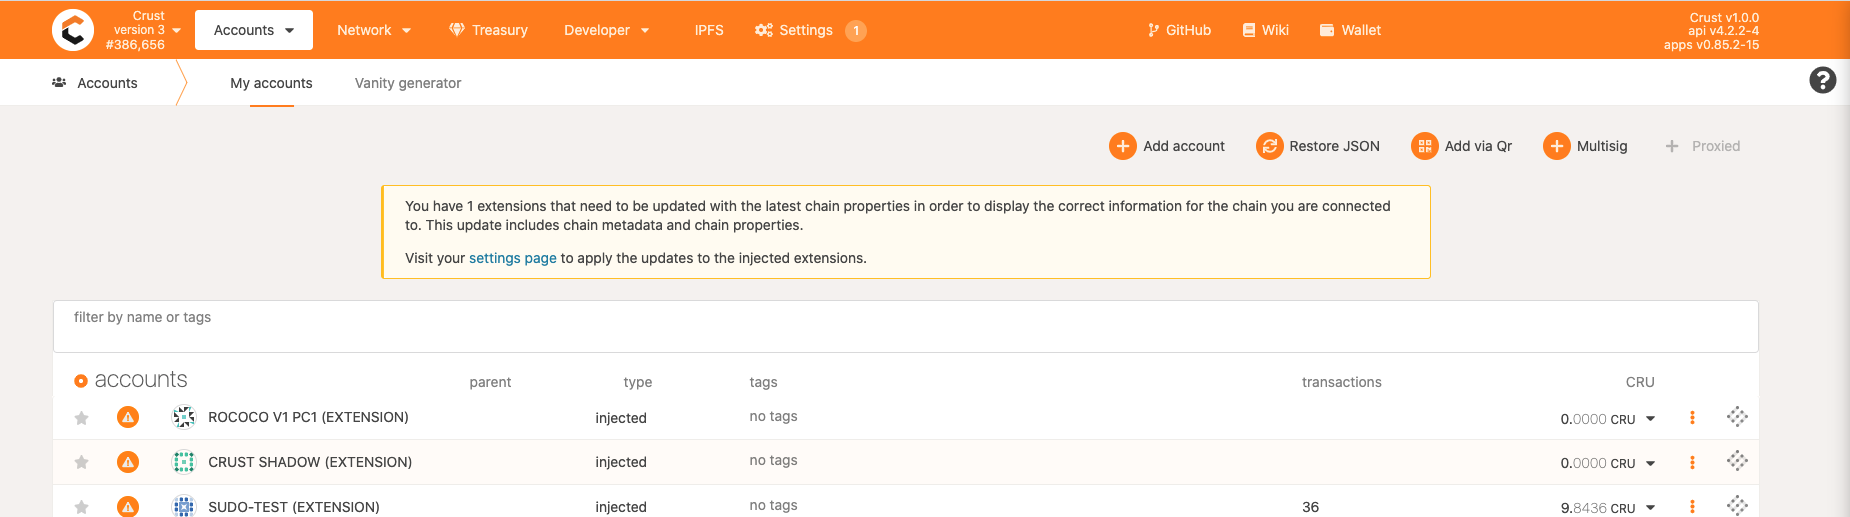 Crust
version 3
#386,656
Accounts
Network
Treasury
Developer
IPFS
Settings
1
GitHub
Wiki
Wallet
Crust v1.0.0
api v4.2.2-4
apps v0.85.2-15
Accounts
My accounts
Vanity generator
?
Add account
Restore JSON
Add via Qr
Multisig
Proxied
You have 1 extensions that need to be updated with the latest chain properties in order to display the correct information for the chain you are connected
to. This update includes chain metadata and chain properties.
Visit your settings page to apply the updates to the injected extensions.
filter by name or tags
accounts parent type tags transactions CRU
ROCOCO V1 PC1 (EXTENSION) injected no tags 0.0000 CRU
CRUST SHADOW (EXTENSION) injected no tags 0.0000 CRU
SUDO-TEST (EXTENSION) injected no tags 36 9.8436 CRU